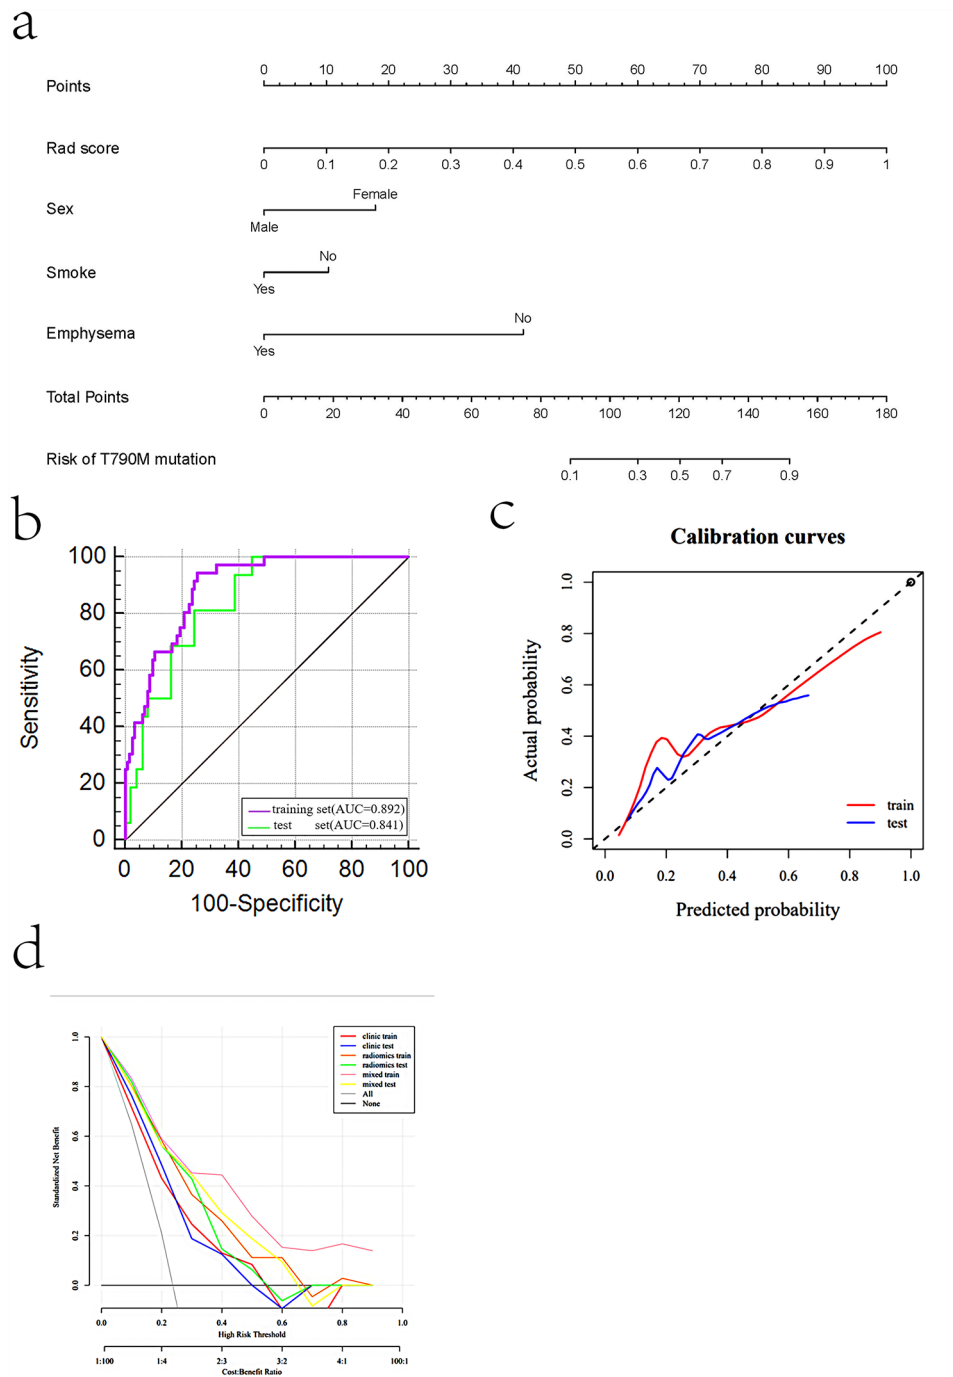 a
0 10 20 30 40 50 60 70 80 90 100
Points
Rad score
0 0.1 0.2 0.3 0.4 0.5 0.6 0.7 0.8 0.9 1
Female
Sex
Male
No
Smoke
Yes
No
Emphysema
Yes
Total Points
0 20 40 60 80 100 120 140 160 180
Risk of T790M mutation
0.1 0.3 0.5 0.7 0.9
b
100
80
60
40
20
0
Sensitivity
training set(AUC=0.892)
test set(AUC=0.841)
0 20 40 60 80 100
100-Specificity
c
Calibration curves
1.0
0.8
0.6
0.4
0.2
0.0
Actual probability
train
test
0.0 0.2 0.4 0.6 0.8 1.0
Predicted probability
d
1.0
0.8
0.6
0.4
0.2
0.0
Standardized Net Benefit
clinic train
clinic test
radiomics train
radiomics test
mixed train
mixed test
All
None
0.0 0.2 0.4 0.6 0.8 1.0
High Risk Threshold
1:100 1:4 2:3 3:2 4:1 100:1
Cost:Benefit Ratio